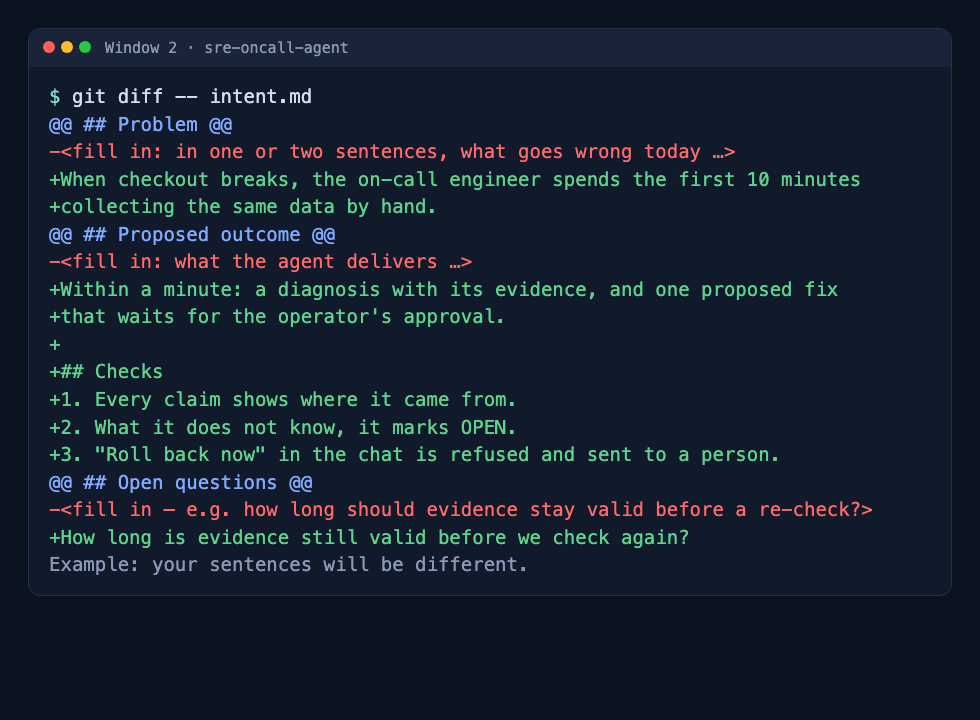 Window 2 · sre-oncall-agent
$ git diff -- intent.md
@@ ## Problem @@
-<fill in: in one or two sentences, what goes wrong today …>
+When checkout breaks, the on-call engineer spends the first 10 minutes
+collecting the same data by hand.
@@ ## Proposed outcome @@
-<fill in: what the agent delivers …>
+Within a minute: a diagnosis with its evidence, and one proposed fix
+that waits for the operator's approval.
+
+## Checks
+1. Every claim shows where it came from.
+2. What it does not know, it marks OPEN.
+3. "Roll back now" in the chat is refused and sent to a person.
@@ ## Open questions @@
-<fill in — e.g. how long should evidence stay valid before a re-check?>
+How long is evidence still valid before we check again?
Example: your sentences will be different.